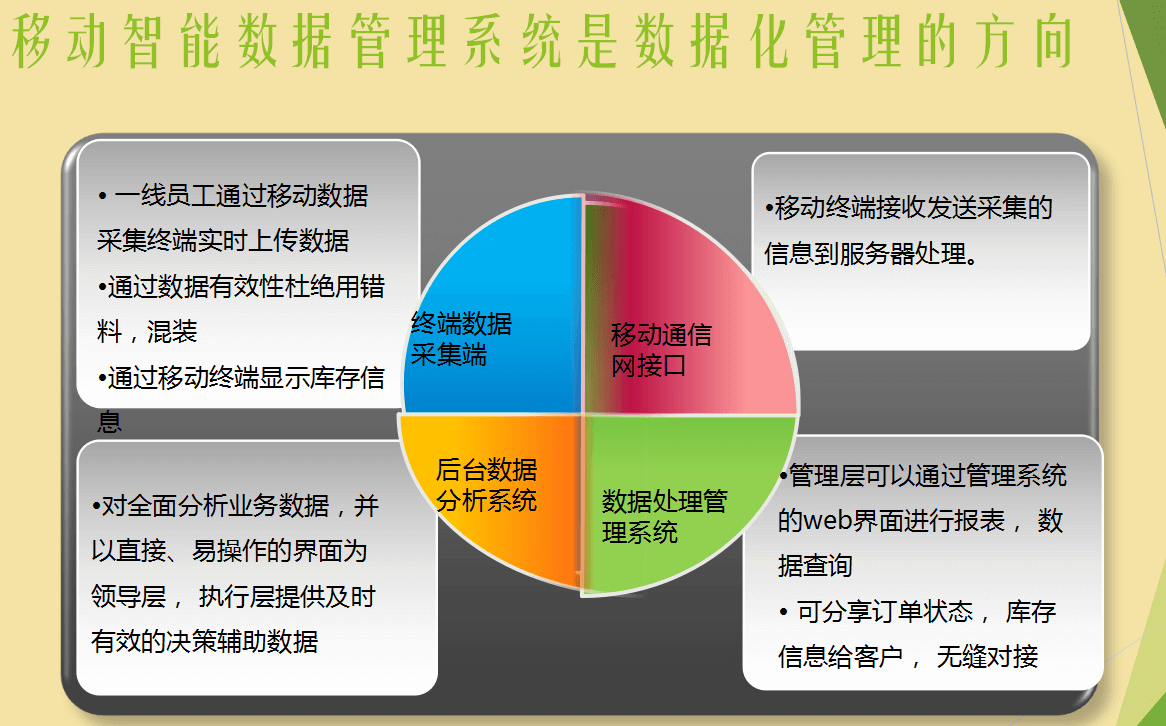 移动智能数据管理系统是数据化管理的方向
• 一线员工通过移动数据
采集终端实时上传数据
•通过数据有效性杜绝用错
料，混装
•通过移动终端显示库存信
息
•移动终端接收发送采集的
信息到服务器处理。
终端数据
采集端
移动通信
网接口
后台数据
分析系统
数据处理管
理系统
•对全面分析业务数据，并
以直接、易操作的界面为
领导层， 执行层提供及时
有效的决策辅助数据
•管理层可以通过管理系统
的web界面进行报表， 数
据查询
• 可分享订单状态， 库存
信息给客户， 无缝对接